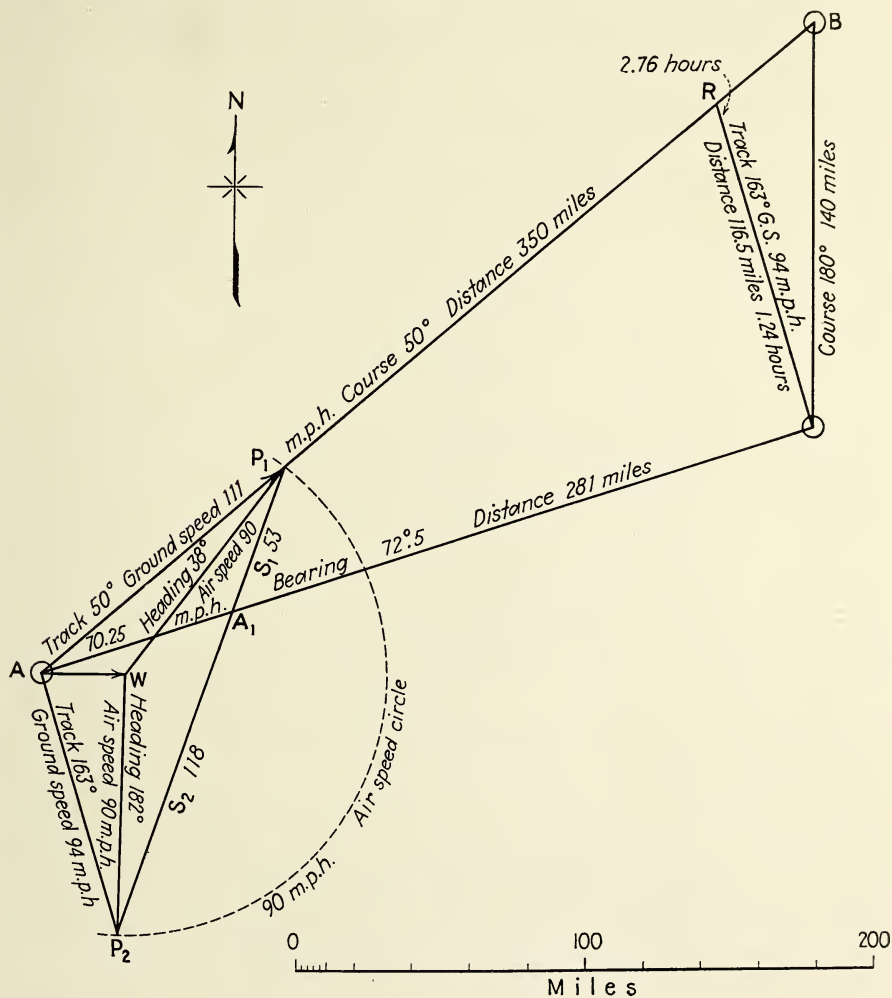 B
2.76 hours
R
N
Track 163° G.S. 94 m.p.h.
Distance 116.5 miles 1.24 hours
Course 180° 140 miles
m.p.h. Course 50° Distance 350 miles
P1
Track 50° Ground speed 111
Heading 38°
Air speed 90
S1 53
70.25 m.p.h. Bearing 72°.5 Distance 281 miles
A1
A
W
Track 163°
Ground speed 94 m.p.h
Air speed 90 m.p.h.
Heading 182°
S2 118
Air speed circle
90 m.p.h.
P2
0 100 200
Miles